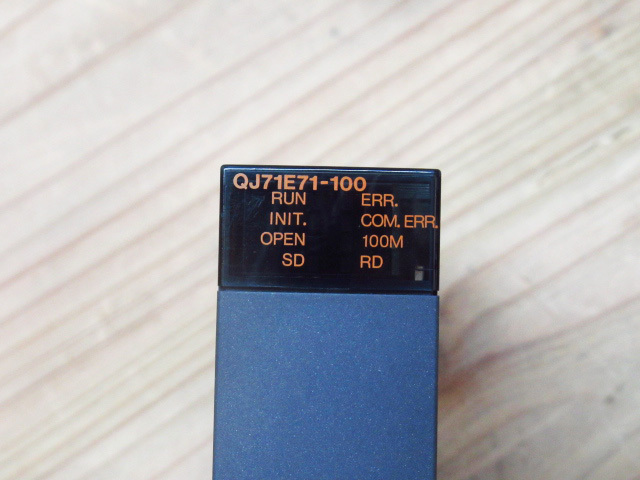 QJ71E71-100
RUN ERR.
INIT. COM.ERR.
OPEN 100M
SD RD